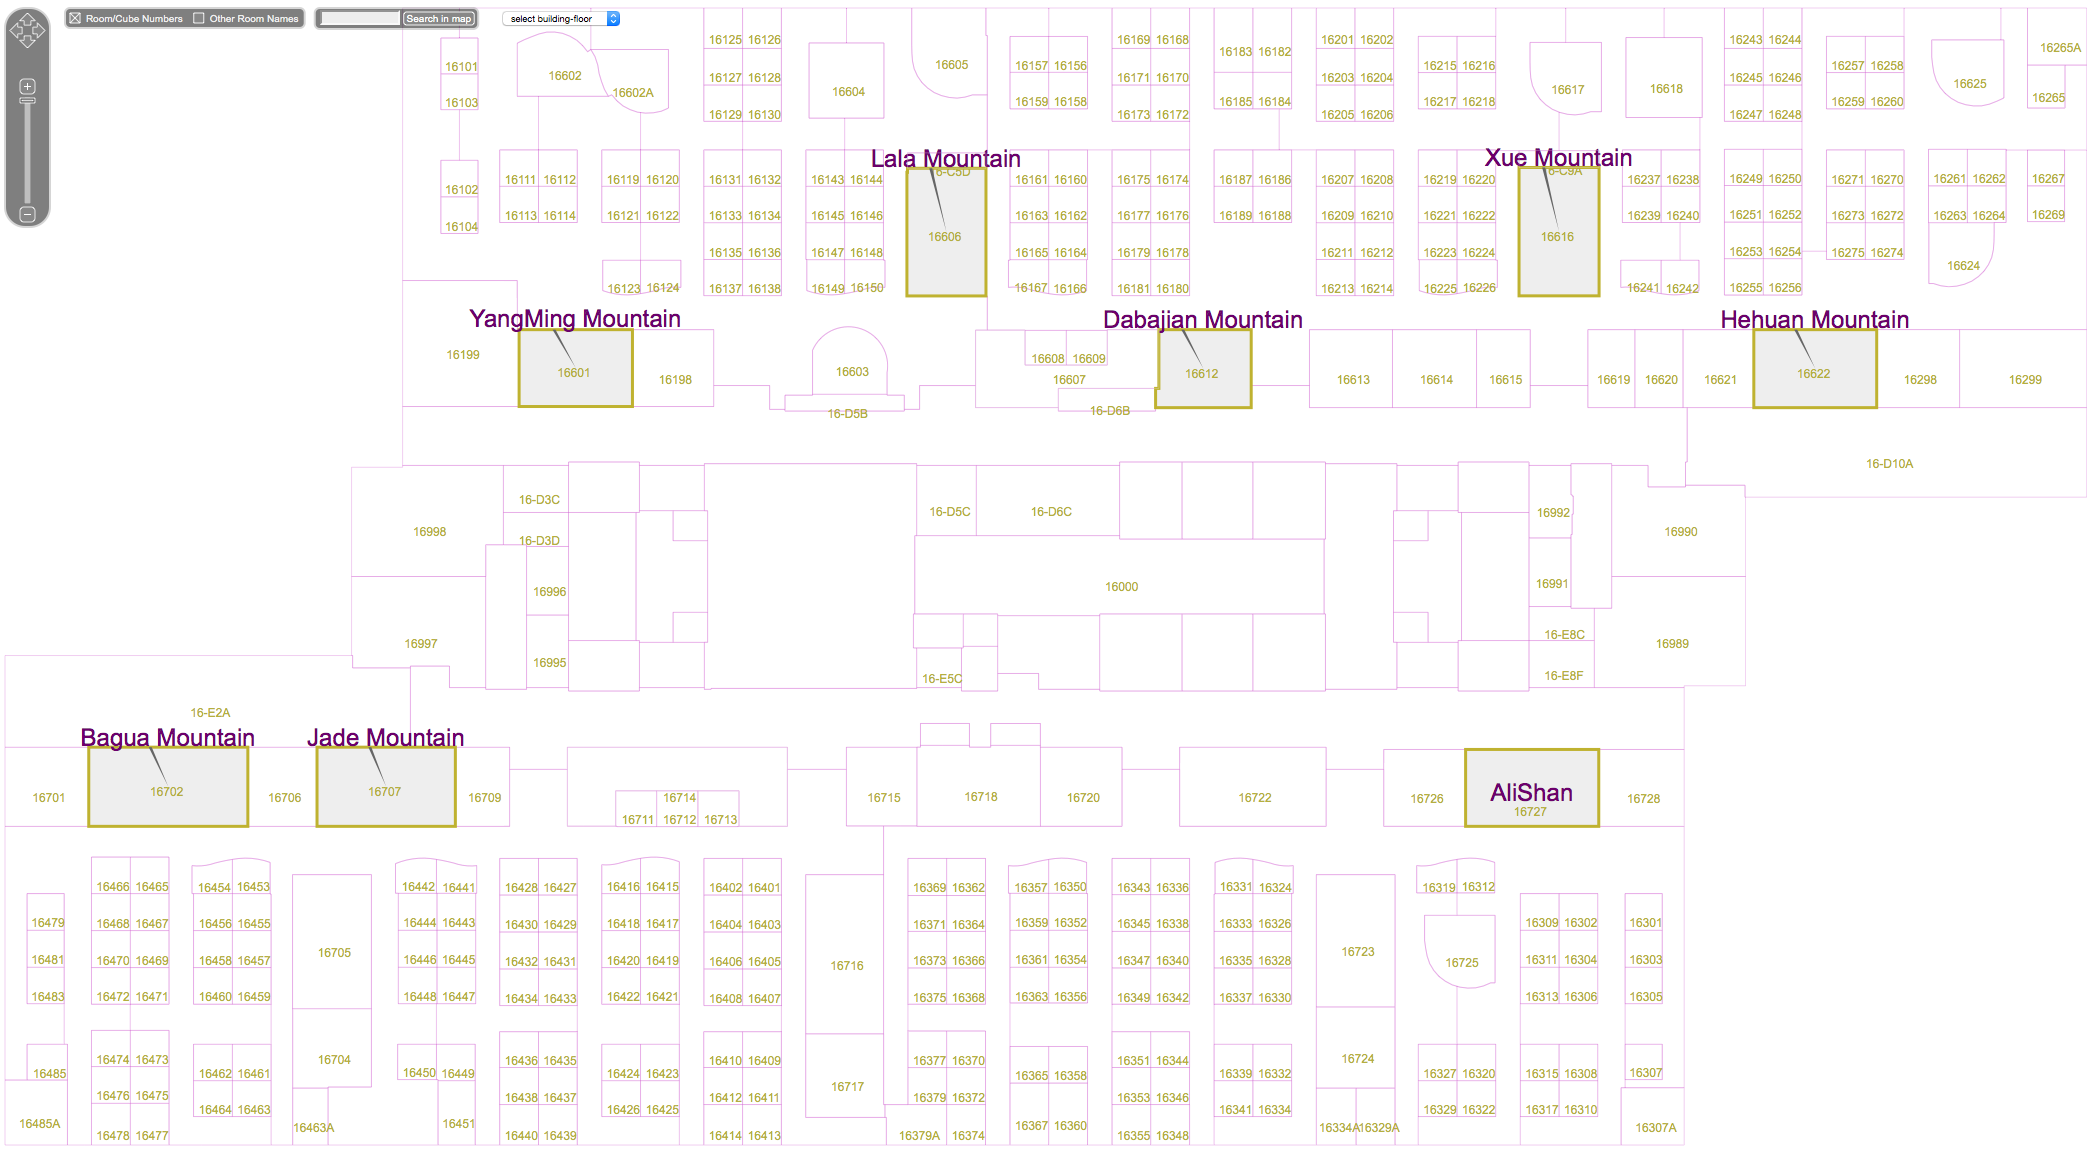 Room/Cube Numbers Other Room Names Search in map select building-floor
16125 16126 16169 16168 16201 16202 16243 16244
16265A
16183 16182
16101 16602 16605 16157 16156 16215 16216 16257 16258
16127 16128 16171 16170 16203 16204 16245 16246
16602A 16604 16617 16618 16625
16103 16159 16158 16185 16184 16217 16218 16259 16260 16265
16129 16130 16173 16172 16205 16206 16247 16248
Lala Mountain Xue Mountain
16-C5D 16-C9A
16111 16112 16119 16120 16131 16132 16143 16144 16161 16160 16175 16174 16187 16186 16207 16208 16219 16220 16237 16238 16249 16250 16271 16270 16261 16262 16267
16102
16113 16114 16121 16122 16133 16134 16145 16146 16163 16162 16177 16176 16189 16188 16209 16210 16221 16222 16239 16240 16251 16252 16273 16272 16263 16264 16269
16104 16606 16616
16135 16136 16147 16148 16165 16164 16179 16178 16211 16212 16223 16224 16253 16254 16275 16274
16624
16123 16124 16137 16138 16149 16150 16167 16166 16181 16180 16213 16214 16225 16226 16241 16242 16255 16256
YangMing Mountain Dabajian Mountain Hehuan Mountain
16199 16608 16609
16601 16198 16603 16607 16612 16613 16614 16615 16619 16620 16621 16622 16298 16299
16-D5B 16-D6B
16-D10A
16-D3C 16-D5C 16-D6C 16992
16998 16-D3D 16990
16996 16000 16991
16997 16-E8C 16989
16995 16-E5C 16-E8F
16-E2A
Bagua Mountain Jade Mountain
16701 16702 16706 16707 16709 16714 16715 16718 16720 16722 16726 AliShan 16728
16711 16712 16713 16727
16466 16465 16454 16453 16442 16441 16428 16427 16416 16415 16402 16401 16369 16362 16357 16350 16343 16336 16331 16324 16319 16312
16479 16468 16467 16456 16455 16444 16443 16430 16429 16418 16417 16404 16403 16371 16364 16359 16352 16345 16338 16333 16326 16309 16302 16301
16705 16716 16723 16725
16481 16470 16469 16458 16457 16446 16445 16432 16431 16420 16419 16406 16405 16373 16366 16361 16354 16347 16340 16335 16328 16311 16304 16303
16483 16472 16471 16460 16459 16448 16447 16434 16433 16422 16421 16408 16407 16375 16368 16363 16356 16349 16342 16337 16330 16313 16306 16305
16474 16473 16704 16436 16435 16410 16409 16377 16370 16351 16344 16724
16485 16462 16461 16450 16449 16424 16423 16717 16365 16358 16339 16332 16327 16320 16315 16308 16307
16476 16475 16438 16437 16412 16411 16379 16372 16353 16346
16464 16463 16426 16425 16341 16334 16329 16322 16317 16310
16485A 16463A 16451 16367 16360 16334A 16329A 16307A
16478 16477 16440 16439 16414 16413 16379A 16374 16355 16348